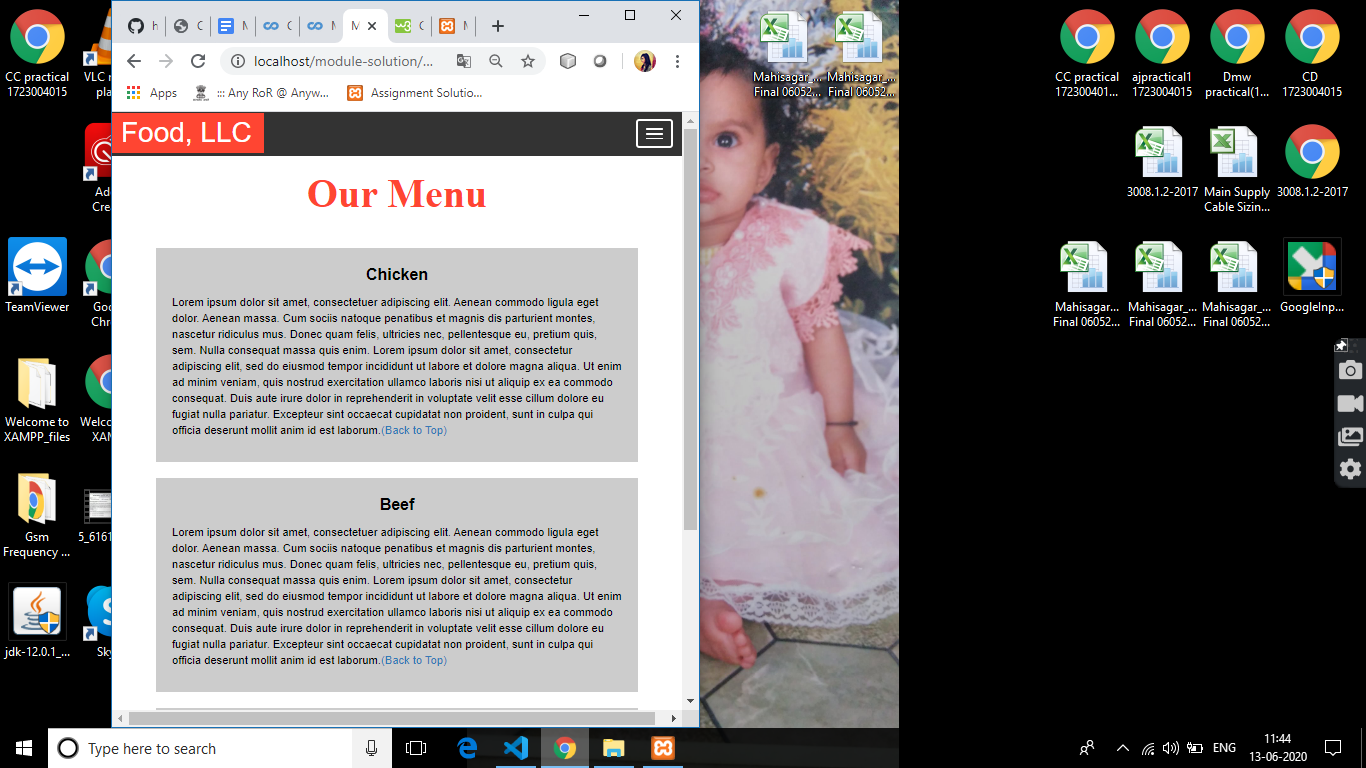 CC practical
1723004015
VLC
pla
Ado
Cre
TeamViewer
Goo
Chr
Welcome to
XAMPP_files
Welco
XA
Gsm
Frequency ...
5_6161
jdk-12.0.1_...
Sky
M
localhost/module-solution/...
Apps
::: Any RoR @ Anyw...
Assignment Solutio...
Food, LLC
Our Menu
Chicken
Lorem ipsum dolor sit amet, consectetuer adipiscing elit. Aenean commodo ligula eget
dolor. Aenean massa. Cum sociis natoque penatibus et magnis dis parturient montes,
nascetur ridiculus mus. Donec quam felis, ultricies nec, pellentesque eu, pretium quis,
sem. Nulla consequat massa quis enim. Lorem ipsum dolor sit amet, consectetur
adipiscing elit, sed do eiusmod tempor incididunt ut labore et dolore magna aliqua. Ut enim
ad minim veniam, quis nostrud exercitation ullamco laboris nisi ut aliquip ex ea commodo
consequat. Duis aute irure dolor in reprehenderit in voluptate velit esse cillum dolore eu
fugiat nulla pariatur. Excepteur sint occaecat cupidatat non proident, sunt in culpa qui
officia deserunt mollit anim id est laborum.(Back to Top)
Beef
Lorem ipsum dolor sit amet, consectetuer adipiscing elit. Aenean commodo ligula eget
dolor. Aenean massa. Cum sociis natoque penatibus et magnis dis parturient montes,
nascetur ridiculus mus. Donec quam felis, ultricies nec, pellentesque eu, pretium quis,
sem. Nulla consequat massa quis enim. Lorem ipsum dolor sit amet, consectetur
adipiscing elit, sed do eiusmod tempor incididunt ut labore et dolore magna aliqua. Ut enim
ad minim veniam, quis nostrud exercitation ullamco laboris nisi ut aliquip ex ea commodo
consequat. Duis aute irure dolor in reprehenderit in voluptate velit esse cillum dolore eu
fugiat nulla pariatur. Excepteur sint occaecat cupidatat non proident, sunt in culpa qui
officia deserunt mollit anim id est laborum.(Back to Top)
Mahisagar_...
Final 06052...
Mahisagar_...
Final 06052...
CC practical
172300401...
ajpractical1
1723004015
Dmw
practical(1...
CD
1723004015
3008.1.2-2017
Main Supply
Cable Sizin...
3008.1.2-2017
Mahisagar_...
Final 06052...
Mahisagar_...
Final 06052...
Mahisagar_...
Final 06052...
GoogleInp...
Type here to search
ENG
11:44
13-06-2020